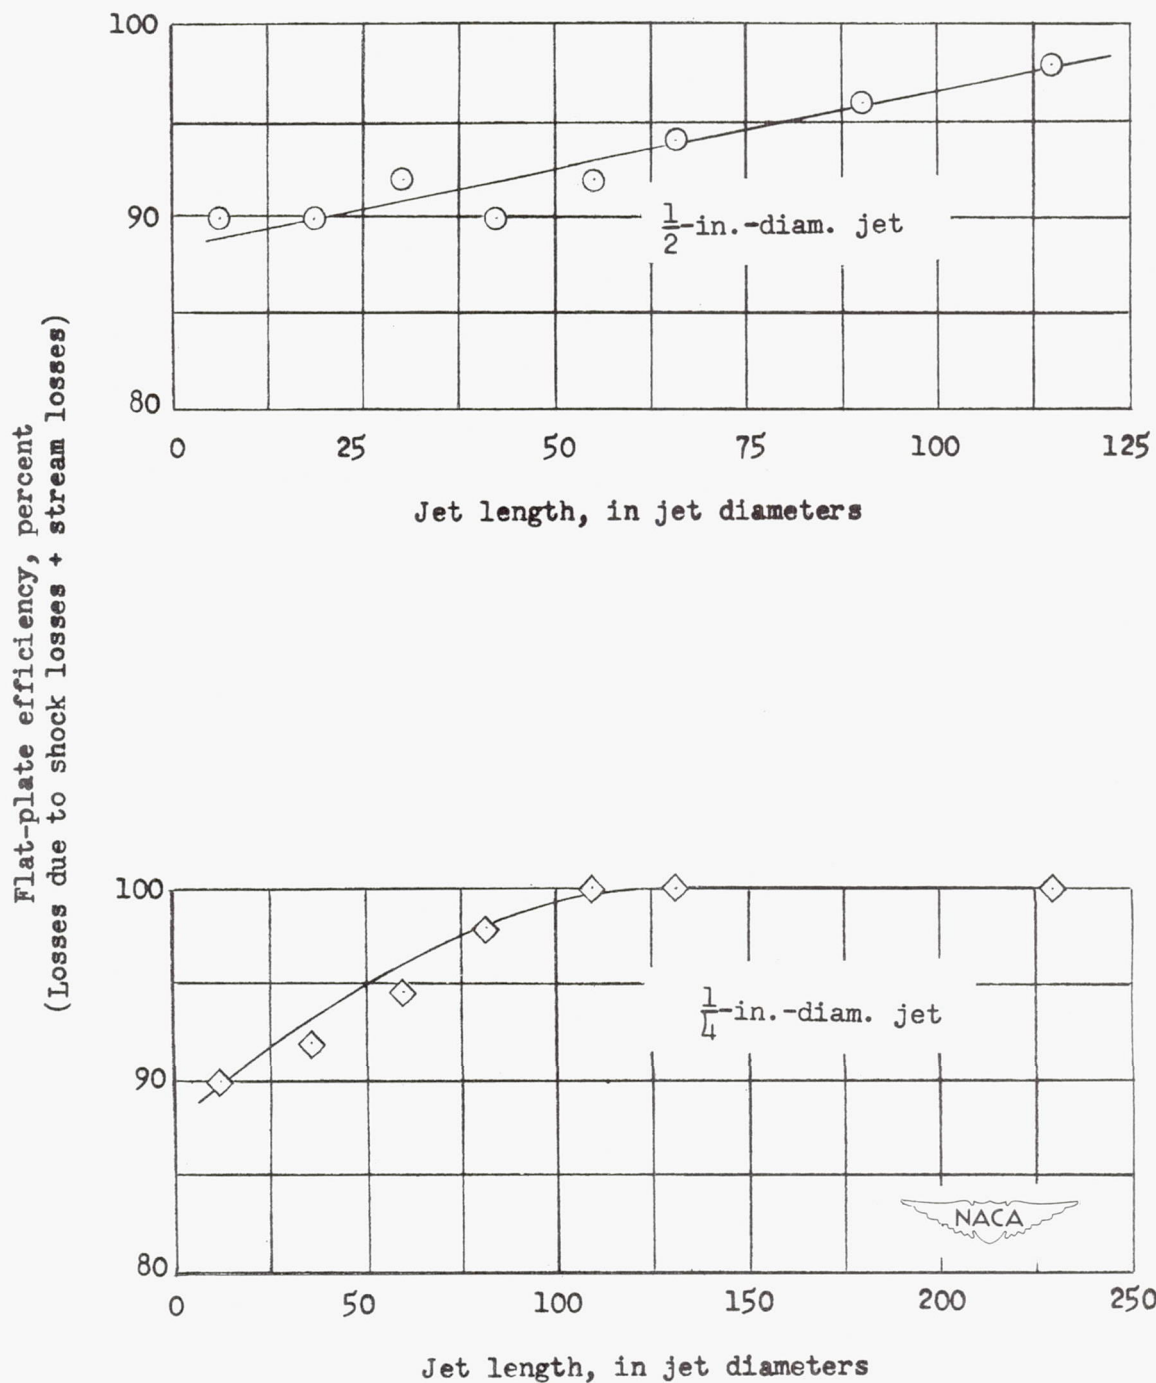 Flat-plate efficiency, percent
(Losses due to shock losses + stream losses)
100
90
80
0 25 50 75 100 125
1/2-in.-diam. jet
Jet length, in jet diameters
100
90
80
0 50 100 150 200 250
1/4-in.-diam. jet
NACA
Jet length, in jet diameters